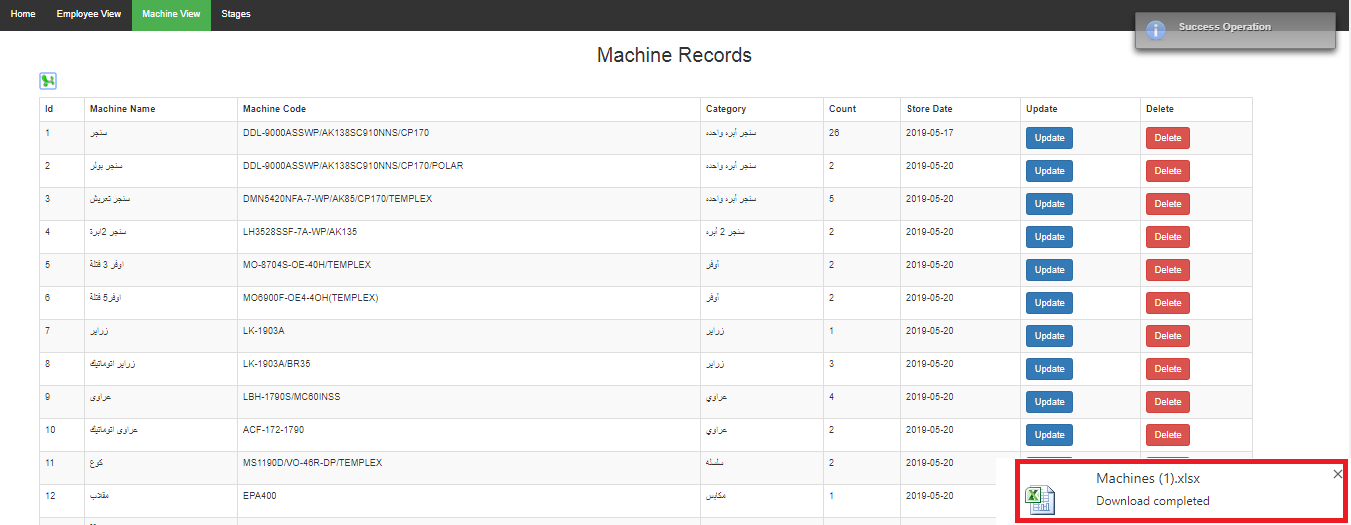 Home Employee View Machine View Stages
Success Operation
Machine Records
Id Machine Name Machine Code Category Count Store Date Update Delete
1 سنجر DDL-9000ASSWP/AK138SC910NNS/CP170 سنجر أبره واحده 26 2019-05-17 Update Delete
2 سنجر بولر DDL-9000ASSWP/AK138SC910NNS/CP170/POLAR سنجر أبره واحده 2 2019-05-20 Update Delete
3 سنجر تعريش DMN5420NFA-7-WP/AK85/CP170/TEMPLEX سنجر أبره واحده 5 2019-05-20 Update Delete
4 سنجر 2ابرة LH3528SSF-7A-WP/AK135 سنجر 2 أبره 2 2019-05-20 Update Delete
5 اوفر 3 فتلة MO-8704S-OE-40H/TEMPLEX أوفر 2 2019-05-20 Update Delete
6 اوفر5 فتلة MO6900F-OE4-4OH(TEMPLEX) أوفر 2 2019-05-20 Update Delete
7 زراير LK-1903A زراير 1 2019-05-20 Update Delete
8 زراير اتوماتيك LK-1903A/BR35 زراير 3 2019-05-20 Update Delete
9 عراوى LBH-1790S/MC60INSS عراوي 4 2019-05-20 Update Delete
10 عراوى اتوماتيك ACF-172-1790 عراوي 2 2019-05-20 Update Delete
11 كوع MS1190D/VO-46R-DP/TEMPLEX سلسله 2 2019-05-20
12 مقلاب EPA400 مكابس 1 2019-05-20
Machines (1).xlsx
Download completed